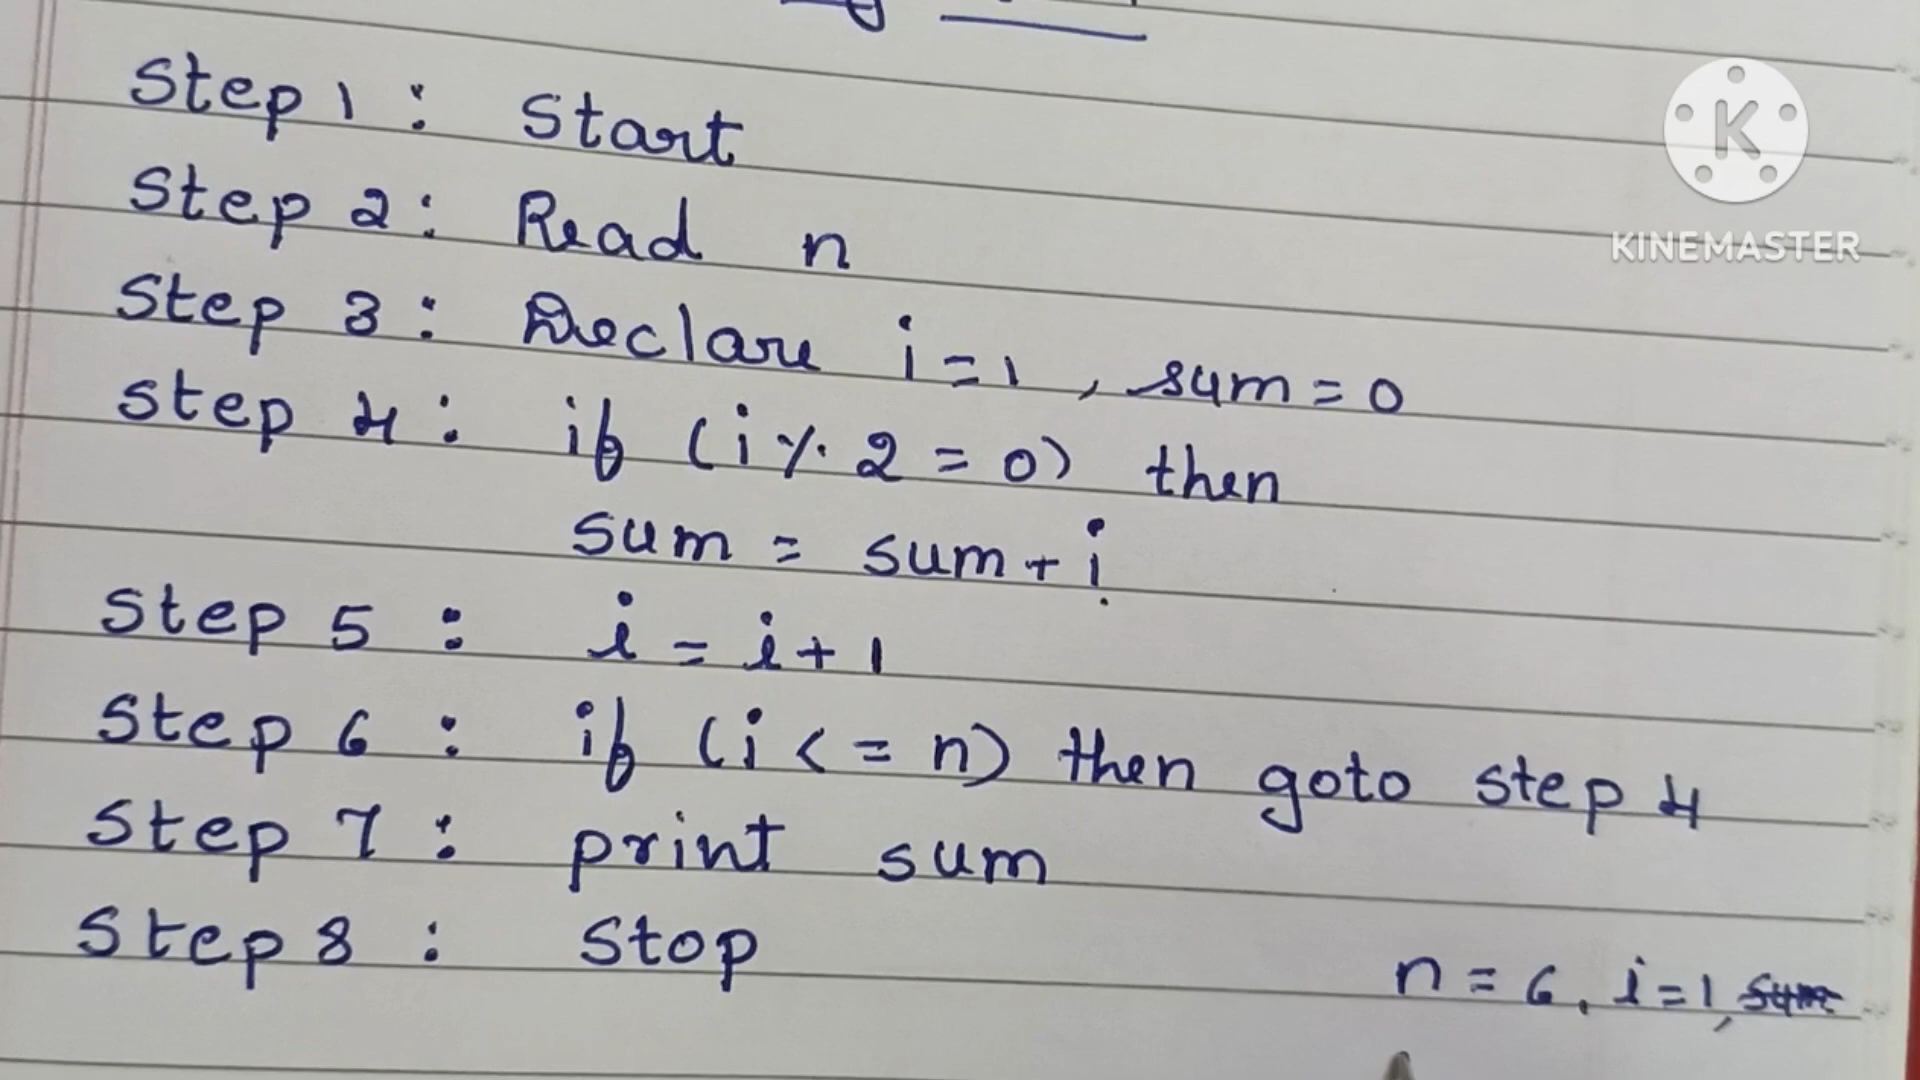 Step 1 : Start
Step 2 : Read n
Step 3 : Declare i = 1 , sum = 0
Step 4 : if ( i % 2 = 0 ) then
sum = sum + i
Step 5 : i = i + 1
Step 6 : if ( i < = n ) then goto step 4
Step 7 : print sum
Step 8 : Stop
n = 6 , i = 1 , sum
K
KINEMASTER